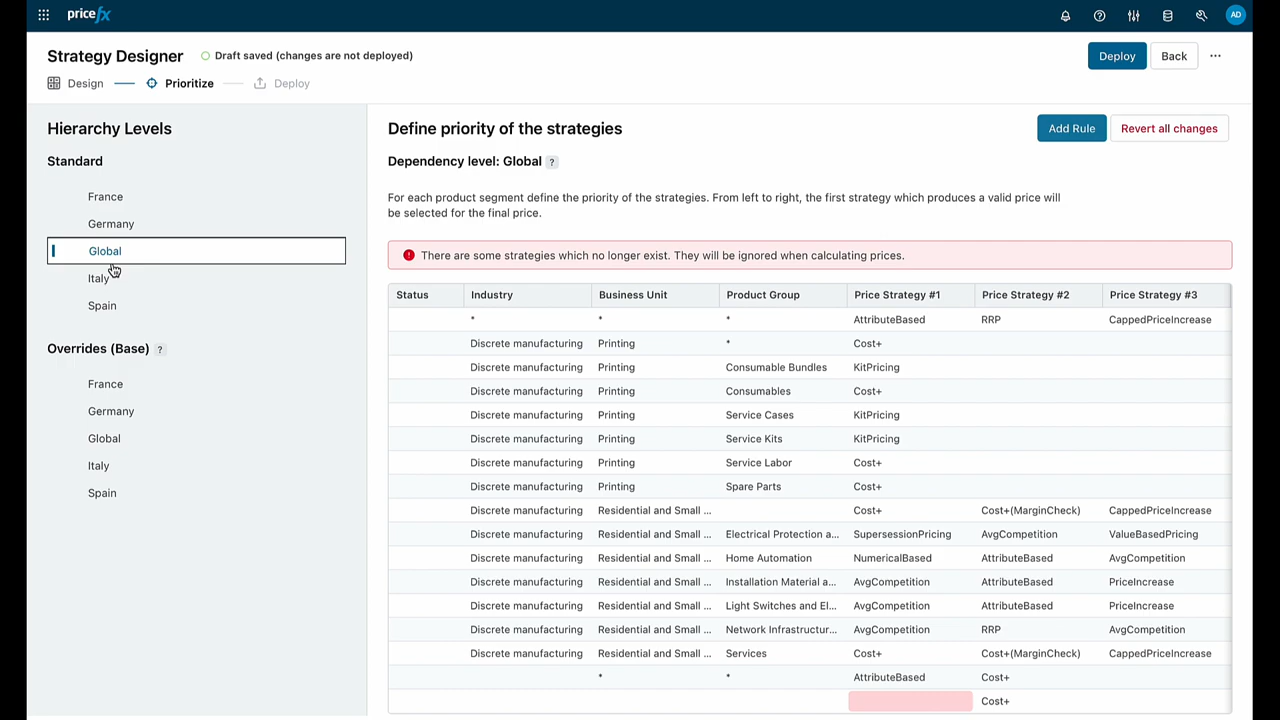 pricefx
AD
Strategy Designer
Draft saved (changes are not deployed)
Deploy
Back
Design
Prioritize
Deploy
Hierarchy Levels
Standard
France
Germany
Global
Italy
Spain
Overrides (Base) ?
France
Germany
Global
Italy
Spain
Define priority of the strategies
Add Rule
Revert all changes
Dependency level: Global ?
For each product segment define the priority of the strategies. From left to right, the first strategy which produces a valid price will
be selected for the final price.
There are some strategies which no longer exist. They will be ignored when calculating prices.
Status Industry Business Unit Product Group Price Strategy #1 Price Strategy #2 Price Strategy #3
* * * AttributeBased RRP CappedPriceIncrease
Discrete manufacturing Printing * Cost+
Discrete manufacturing Printing Consumable Bundles KitPricing
Discrete manufacturing Printing Consumables Cost+
Discrete manufacturing Printing Service Cases KitPricing
Discrete manufacturing Printing Service Kits KitPricing
Discrete manufacturing Printing Service Labor Cost+
Discrete manufacturing Printing Spare Parts Cost+
Discrete manufacturing Residential and Small ... Cost+ Cost+(MarginCheck) CappedPriceIncrease
Discrete manufacturing Residential and Small ... Electrical Protection a... SupersessionPricing AvgCompetition ValueBasedPricing
Discrete manufacturing Residential and Small ... Home Automation NumericalBased AttributeBased AvgCompetition
Discrete manufacturing Residential and Small ... Installation Material a... AvgCompetition AttributeBased PriceIncrease
Discrete manufacturing Residential and Small ... Light Switches and El... AvgCompetition AttributeBased PriceIncrease
Discrete manufacturing Residential and Small ... Network Infrastructur... AvgCompetition RRP AvgCompetition
Discrete manufacturing Residential and Small ... Services Cost+ Cost+(MarginCheck) CappedPriceIncrease
* * AttributeBased Cost+
Cost+